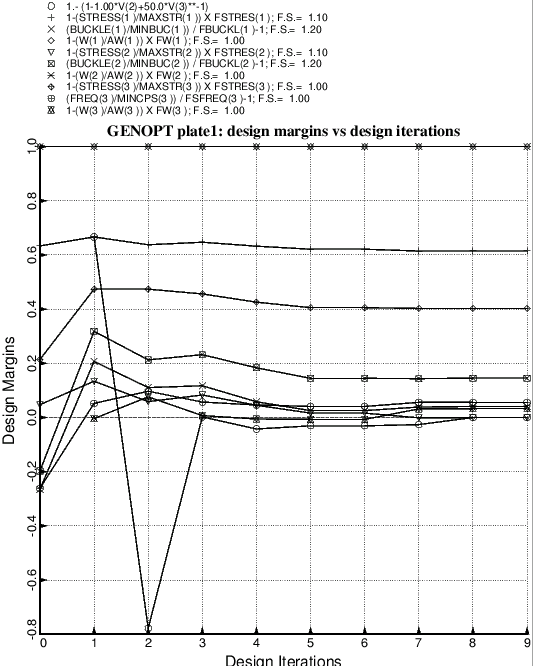 1.- (1-1.00*V(2)+50.0*V(3)**-1)
1-(STRESS(1 )/MAXSTR(1 )) X FSTRES(1 ); F.S.= 1.10
(BUCKLE(1 )/MINBUC(1 )) / FBUCKL(1 )-1; F.S.= 1.20
1-(W(1 )/AW(1 )) X FW(1 ); F.S.= 1.00
1-(STRESS(2 )/MAXSTR(2 )) X FSTRES(2 ); F.S.= 1.10
(BUCKLE(2 )/MINBUC(2 )) / FBUCKL(2 )-1; F.S.= 1.20
1-(W(2 )/AW(2 )) X FW(2 ); F.S.= 1.00
1-(STRESS(3 )/MAXSTR(3 )) X FSTRES(3 ); F.S.= 1.00
(FREQ(3 )/MINCPS(3 )) / FSFREQ(3 )-1; F.S.= 1.00
1-(W(3 )/AW(3 )) X FW(3 ); F.S.= 1.00
GENOPT plate1: design margins vs design iterations
1.0
0.8
0.6
0.4
0.2
0.0
-0.2
-0.4
-0.6
-0.8
Design Margins
0 1 2 3 4 5 6 7 8 9
Design Iterations